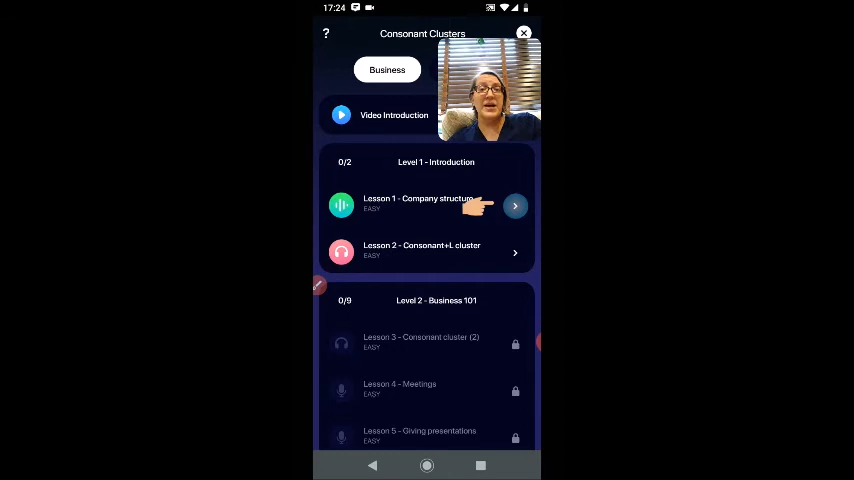 17:24
? Consonant Clusters
Business
Video Introduction
0/2 Level 1 - Introduction
Lesson 1 - Company structure
EASY
Lesson 2 - Consonant+L cluster
EASY
0/9 Level 2 - Business 101
Lesson 3 - Consonant cluster (2)
EASY
Lesson 4 - Meetings
EASY
Lesson 5 - Giving presentations
EASY